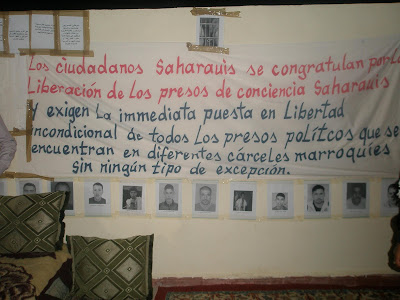 Los ciudadanos Saharauis se congratulan por La
Liberación de Los presos de conciencia Saharauis
y exigen La immediata puesta en Libertad
incondicional de todos Los presos polítcos que se
encuentran en diferentes cárceles marroquíes
sin ningún tipo de excepción.